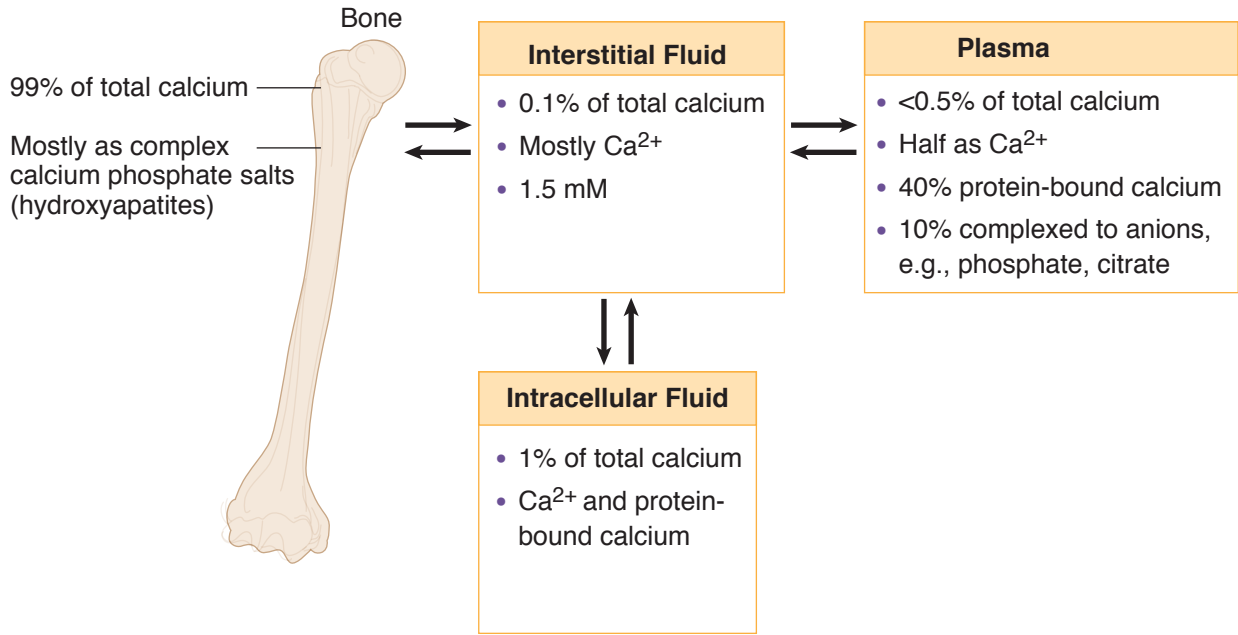 Bone
99% of total calcium
Mostly as complex
calcium phosphate salts
(hydroxyapatites)
Interstitial Fluid
• 0.1% of total calcium
• Mostly Ca²⁺
• 1.5 mM
Plasma
• <0.5% of total calcium
• Half as Ca²⁺
• 40% protein-bound calcium
• 10% complexed to anions,
e.g., phosphate, citrate
Intracellular Fluid
• 1% of total calcium
• Ca²⁺ and protein-
bound calcium